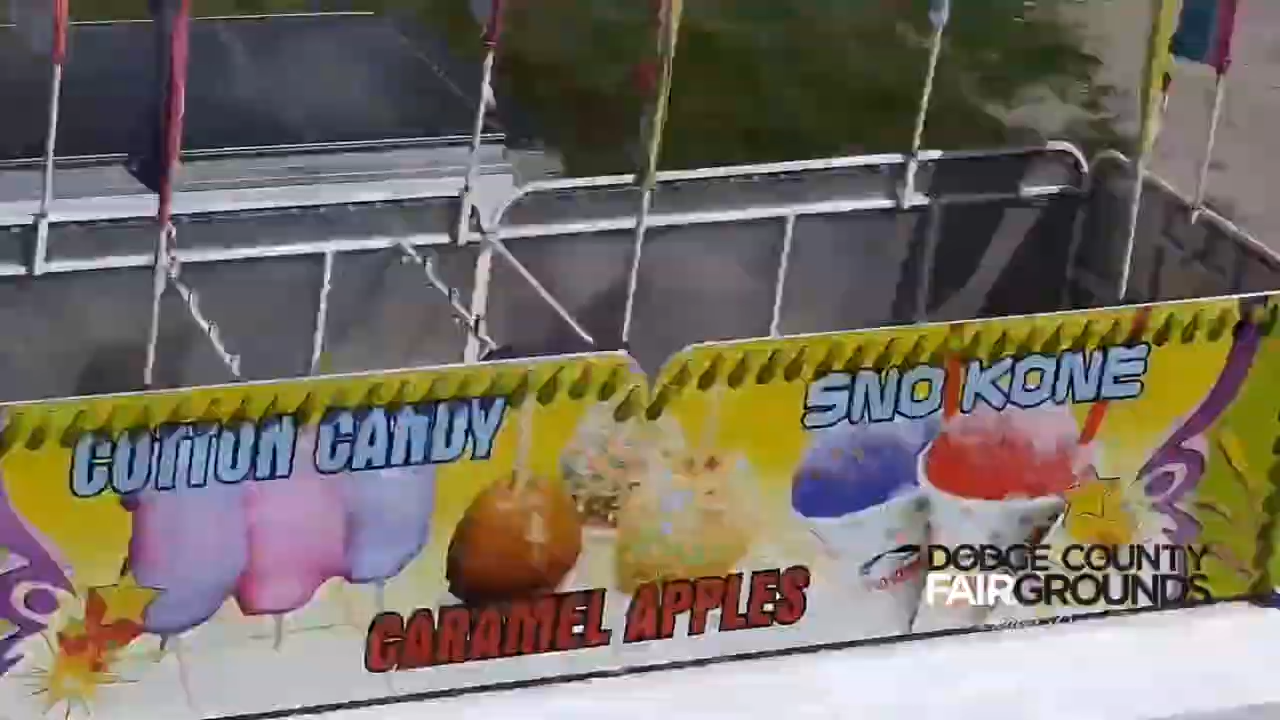 COTTON CANDY
SNO KONE
CARAMEL APPLES
DODGE COUNTY
FAIRGROUNDS